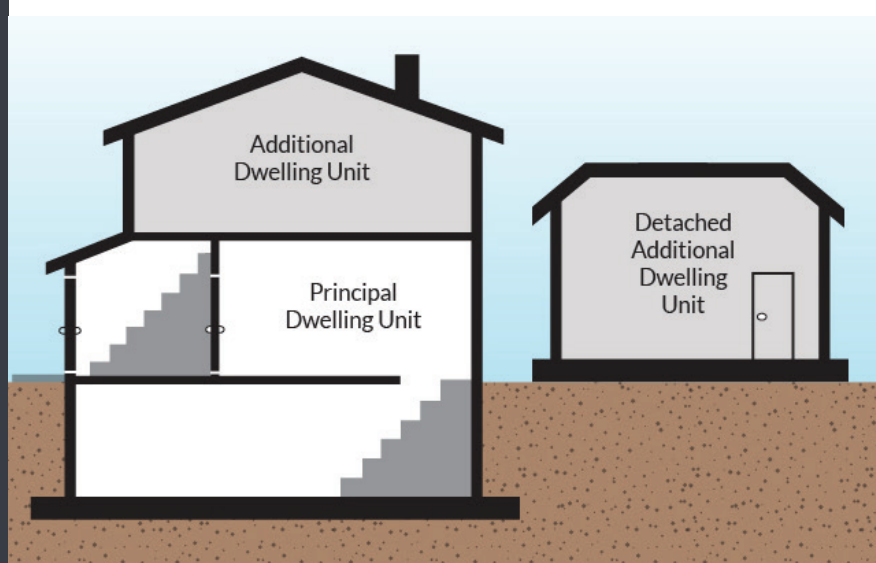 Additional
Dwelling Unit
Principal
Dwelling Unit
Detached
Additional
Dwelling
Unit